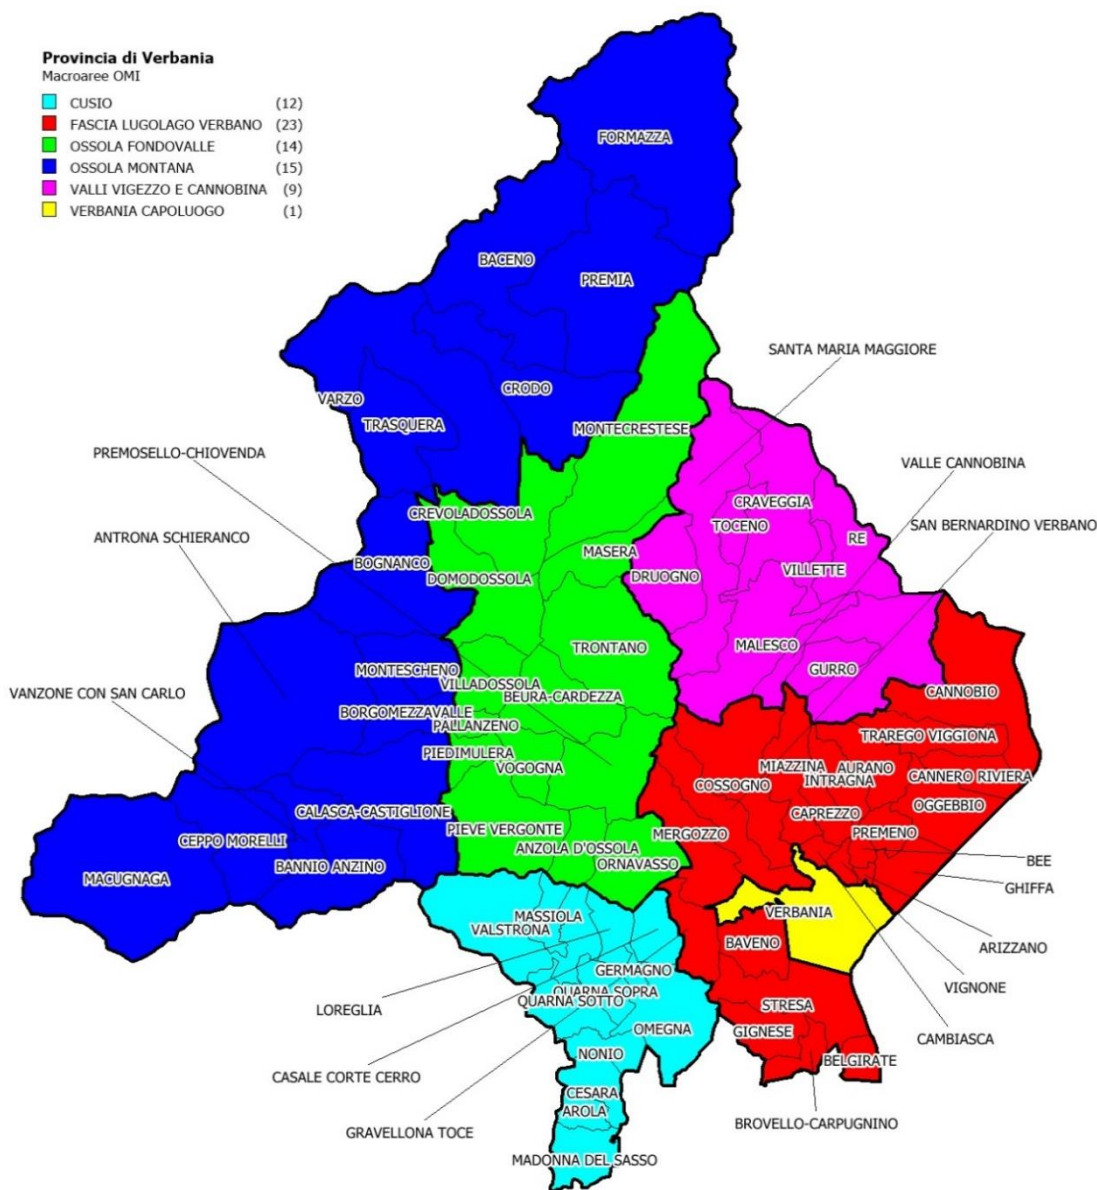 Provincia di Verbania
Macroaree OMI
CUSIO (12)
FASCIA LUGOLAGO VERBANO (23)
OSSOLA FONDOVALLE (14)
OSSOLA MONTANA (15)
VALLI VIGEZZO E CANNOBINA (9)
VERBANIA CAPOLUOGO (1)
FORMAZZA
BACENO
PREMIA
SANTA MARIA MAGGIORE
CRODO
VARZO
TRASQUERA
MONTECRESTESE
PREMOSELLO-CHIOVENDA
VALLE CANNOBINA
CRAVEGGIA
CREVOLADOSSOLA
TOCENO
SAN BERNARDINO VERBANO
ANTRONA SCHIERANCO
RE
MASERA
BOGNANCO
VILLETTE
DOMODOSSOLA
DRUOGNO
TRONTANO
MALESCO
MONTESCHENO
GURRO
VILLADOSSOLA
VANZONE CON SAN CARLO
BEURA-CARDEZZA
CANNOBIO
BORGOMEZZAVALLE
PALLANZENO
TRAREGO VIGGIONA
PIEDIMULERA
VOGOGNA
MIAZZINA
AURANO
CANNERO RIVIERA
INTRAGNA
COSSOGNO
OGGEBBIO
CALASCA-CASTIGLIONE
CAPREZZO
PIEVE VERGONTE
MERGOZZO
PREMENO
CEPPO MORELLI
ANZOLA D'OSSOLA
BEE
BANNIO ANZINO
ORNAVASSO
MACUGNAGA
GHIFFA
MASSIOLA
VERBANIA
VALSTRONA
BAVENO
ARIZZANO
GERMAGNO
VIGNONE
QUARNA SOPRA
LOREGLIA
QUARNA SOTTO
STRESA
OMEGNA
GIGNESE
CAMBIASCA
NONIO
BELGIRATE
CASALE CORTE CERRO
CESARA
AROLA
BROVELLO-CARPUGNINO
GRAVELLONA TOCE
MADONNA DEL SASSO